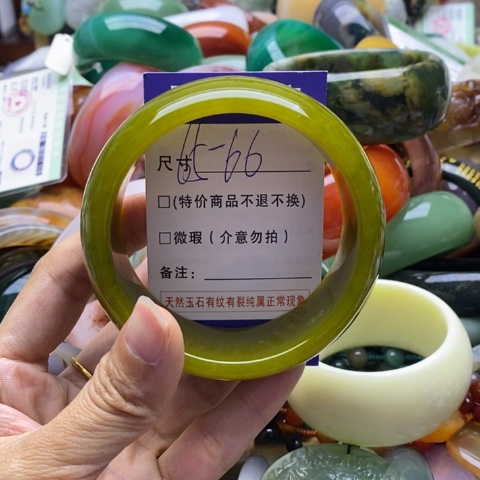 尺寸 65-66
□(特价商品不退不换)
□微瑕(介意勿拍)
备注:
天然玉石有纹有裂纯属正常现象